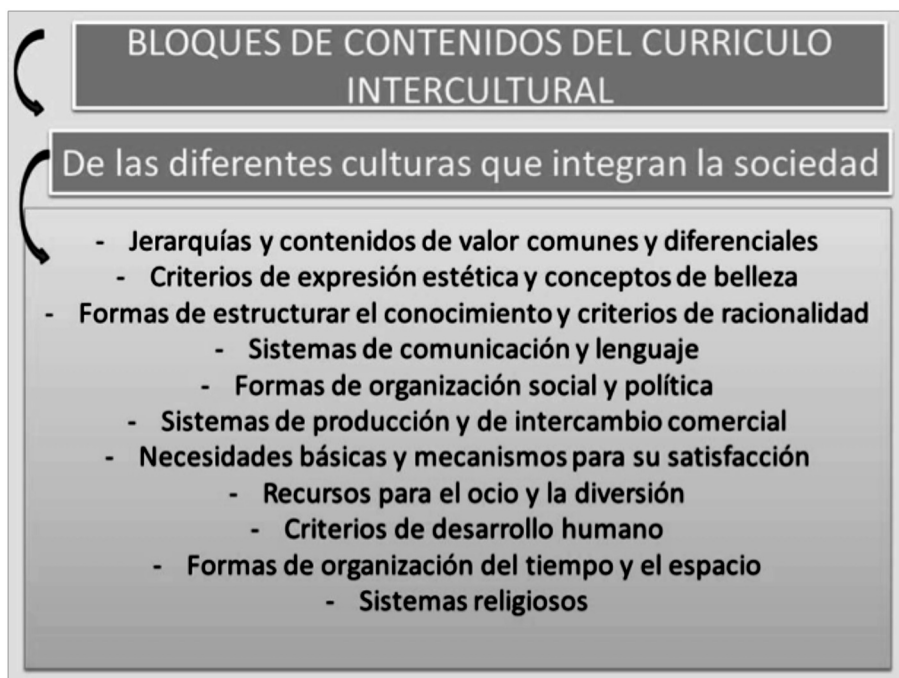 BLOQUES DE CONTENIDOS DEL CURRICULO
INTERCULTURAL
De las diferentes culturas que integran la sociedad
- Jerarquías y contenidos de valor comunes y diferenciales
- Criterios de expresión estética y conceptos de belleza
- Formas de estructurar el conocimiento y criterios de racionalidad
- Sistemas de comunicación y lenguaje
- Formas de organización social y política
- Sistemas de producción y de intercambio comercial
- Necesidades básicas y mecanismos para su satisfacción
- Recursos para el ocio y la diversión
- Criterios de desarrollo humano
- Formas de organización del tiempo y el espacio
- Sistemas religiosos